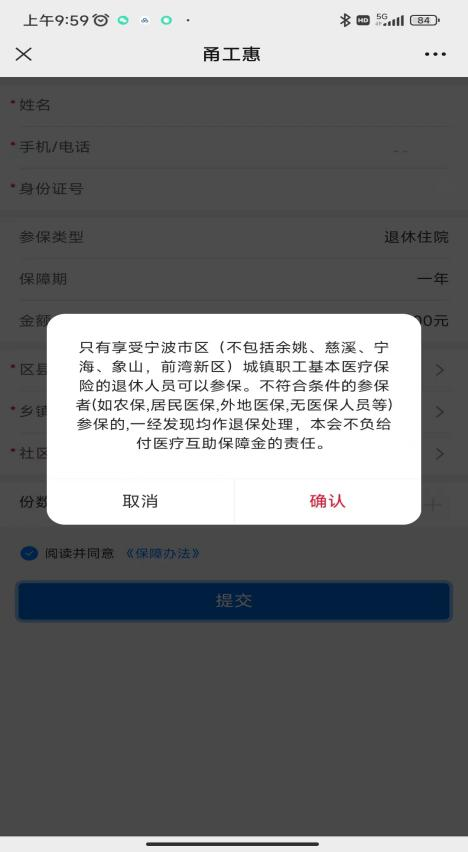 上午9:59
HD 5G 84
甬工惠
*姓名
*手机/电话
*身份证号
参保类型 退休住院
保障期 一年
金额 00元
只有享受宁波市区（不包括余姚、慈溪、宁
海、象山，前湾新区）城镇职工基本医疗保
险的退休人员可以参保。不符合条件的参保
者(如农保,居民医保,外地医保,无医保人员等)
参保的,一经发现均作退保处理，本会不负给
付医疗互助保障金的责任。
*区县
*乡镇
*社区
取消 确认
份数
阅读并同意《保障办法》
提交